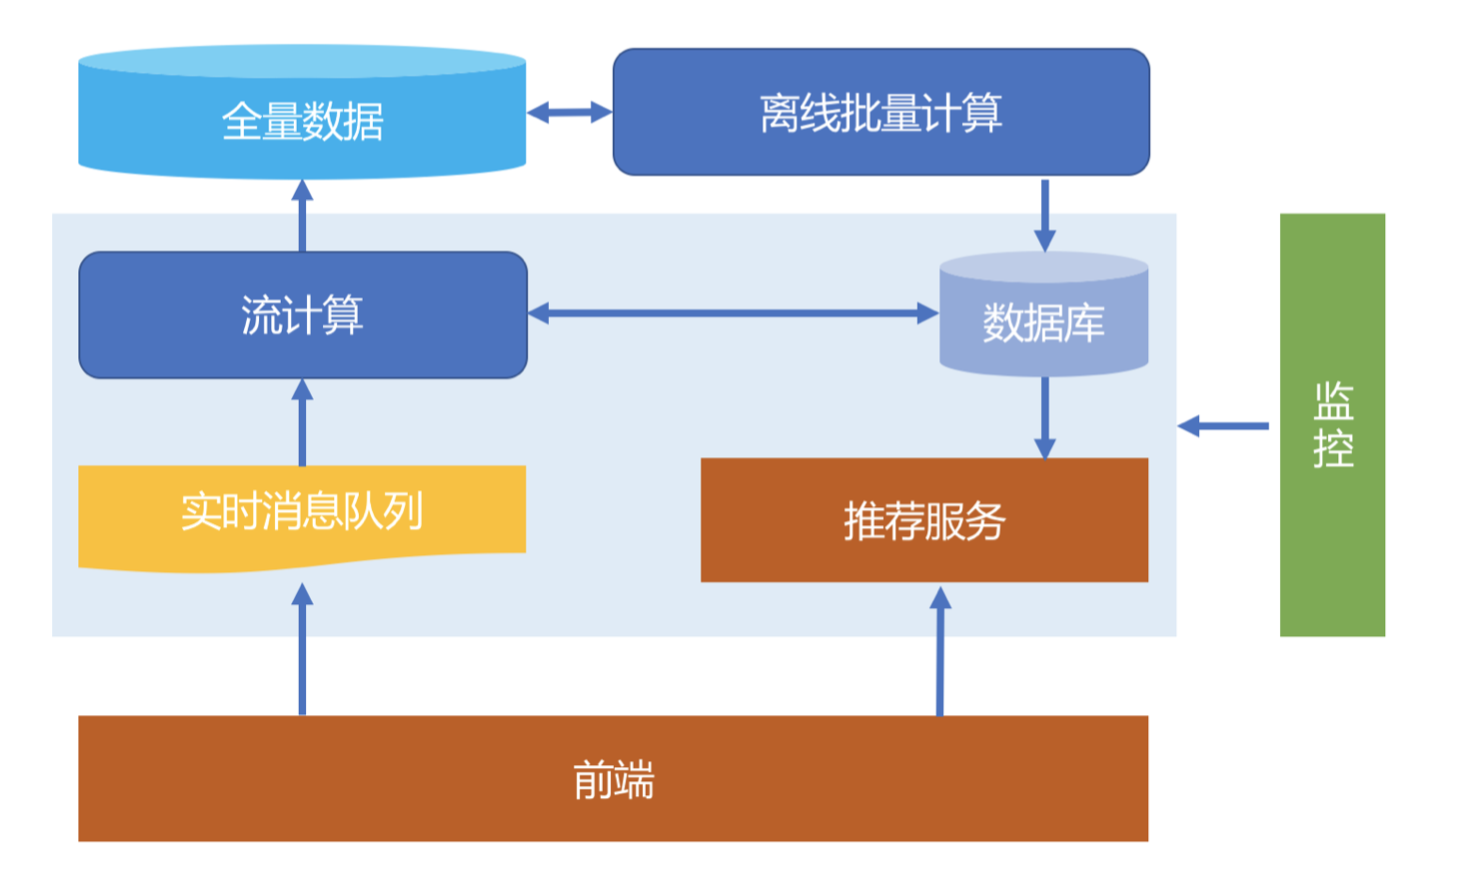 全量数据
离线批量计算
流计算
数据库
监
控
实时消息队列
推荐服务
前端